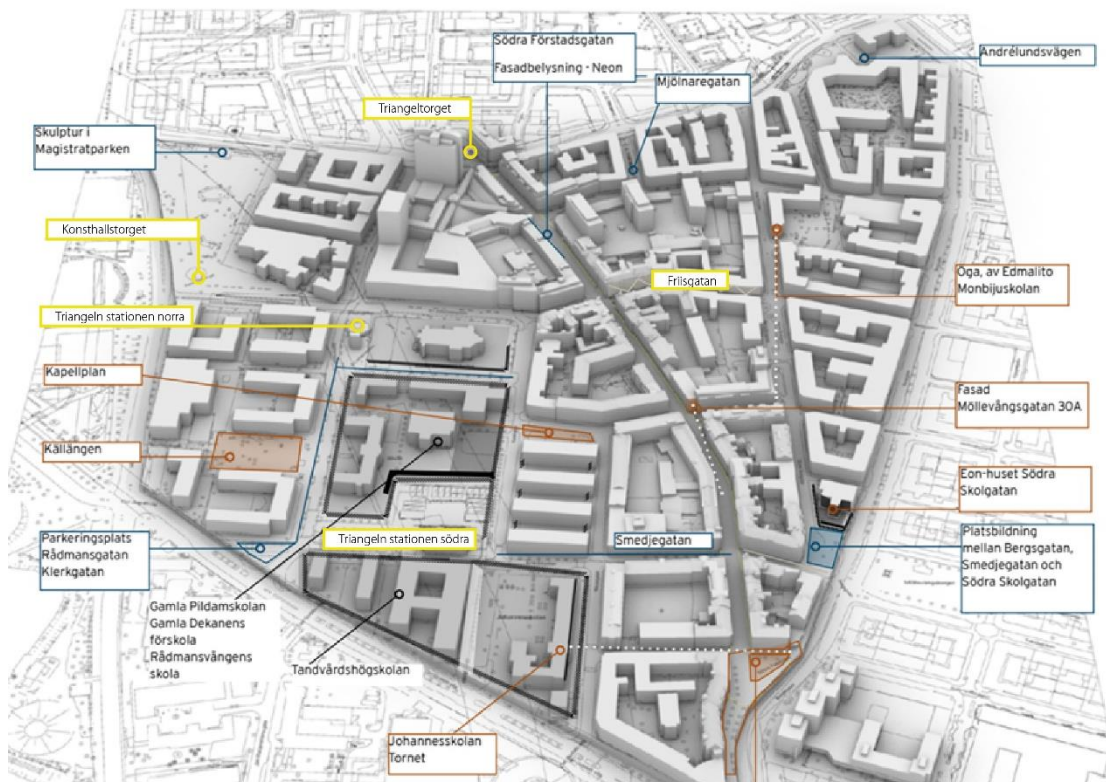 Södra Förstadsgatan
Fasadbelysning - Neon
Andrélundsvägen
Mjölnaregatan
Triangeltorget
Skulptur i
Magistratparken
Konsthallstorget
Friisgatan
Öga, av Edmalito
Monbijuskolan
Triangeln stationen norra
Kapellplan
Fasad
Möllevångsgatan 30A
Källängen
Eon-huset Södra
Skolgatan
Parkeringsplats
Rådmansgatan
Klerkgatan
Triangeln stationen södra
Smedjegatan
Platsbildning
mellan Bergsgatan,
Smedjegatan och
Södra Skolgatan
Gamla Pildamskolan
Gamla Dekanens
förskola
Rådmansvångens
skola
Tandvårdshögskolan
Johannesskolan
Tornet